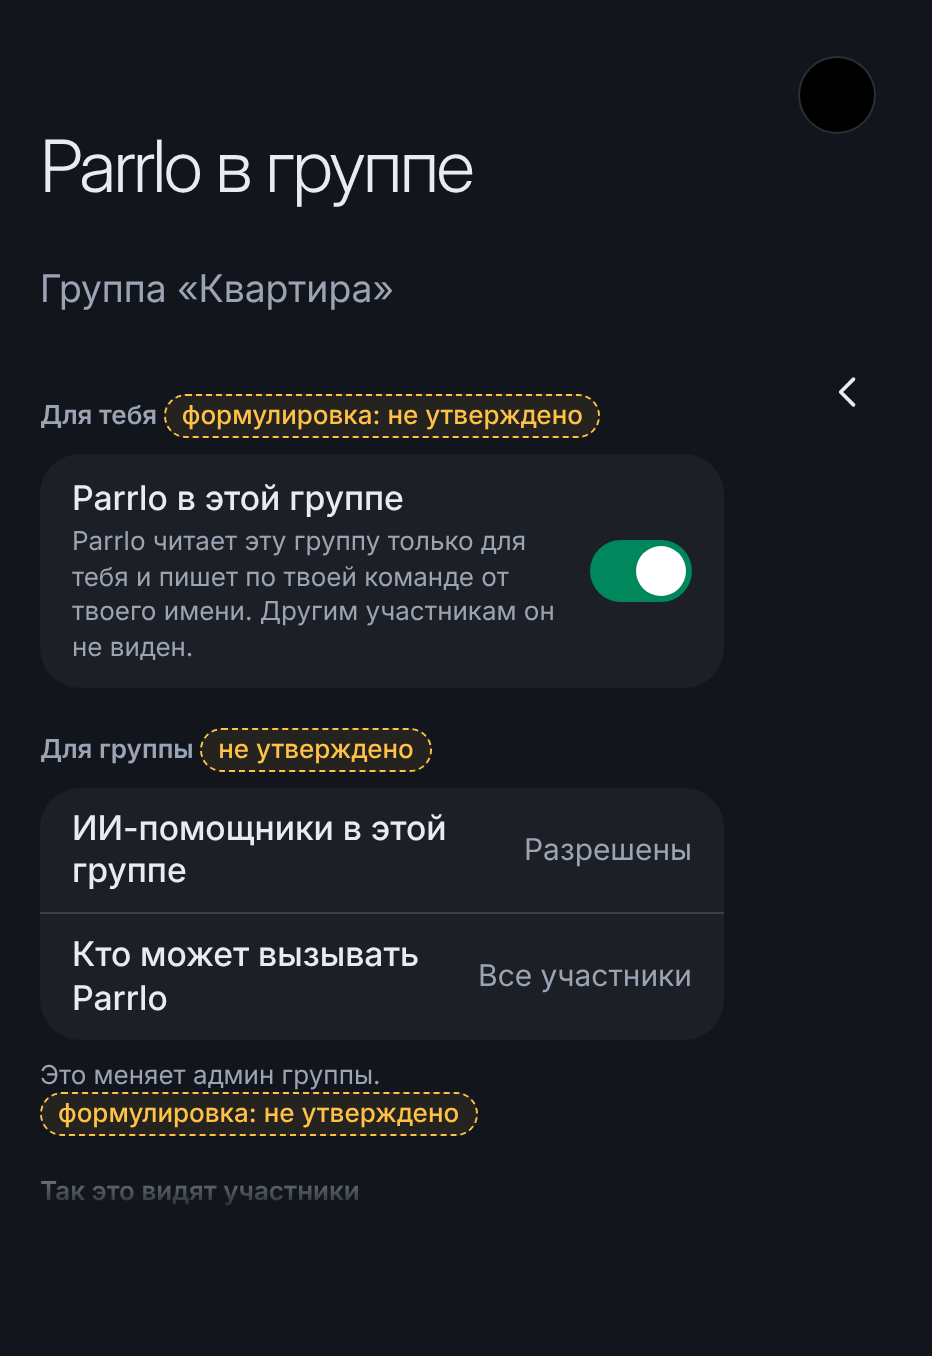 Parrlo в группе
Группа «Квартира»
Для тебя формулировка: не утверждено
Parrlo в этой группе
Parrlo читает эту группу только для
тебя и пишет по твоей команде от
твоего имени. Другим участникам он
не виден.
Для группы не утверждено
ИИ-помощники в этой
группе
Разрешены
Кто может вызывать
Parrlo
Все участники
Это меняет админ группы.
формулировка: не утверждено
Так это видят участники